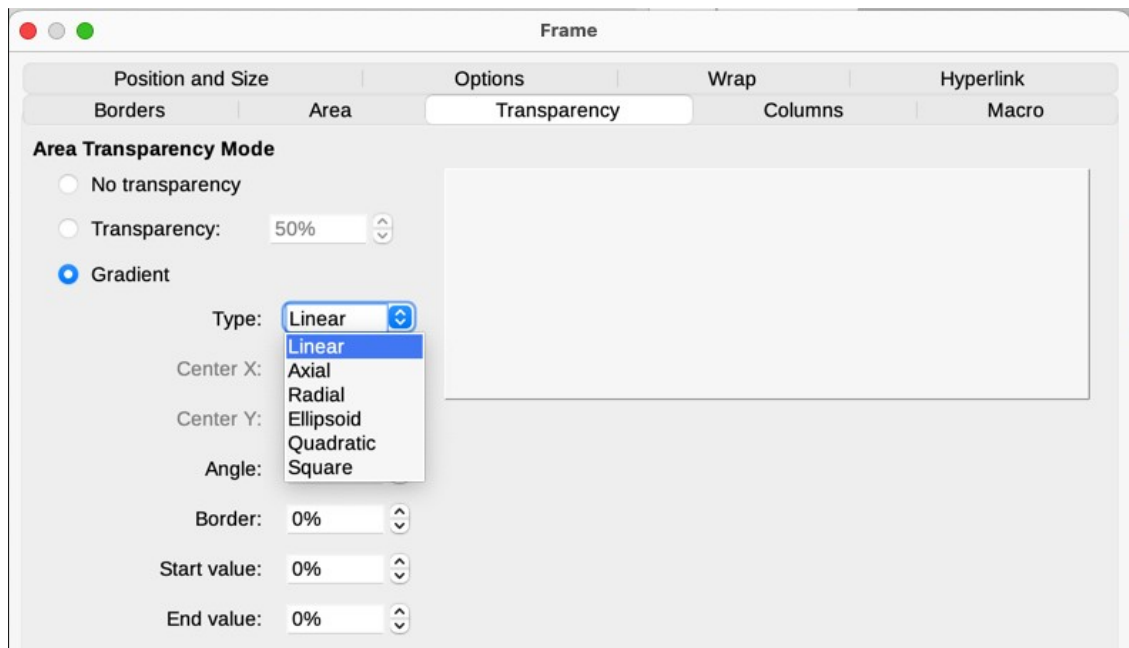 Frame
Position and Size Options Wrap Hyperlink
Borders Area Transparency Columns Macro
Area Transparency Mode
No transparency
Transparency: 50%
Gradient
Type: Linear
Linear
Center X:
Axial
Radial
Center Y:
Ellipsoid
Quadratic
Angle:
Square
Border: 0%
Start value: 0%
End value: 0%